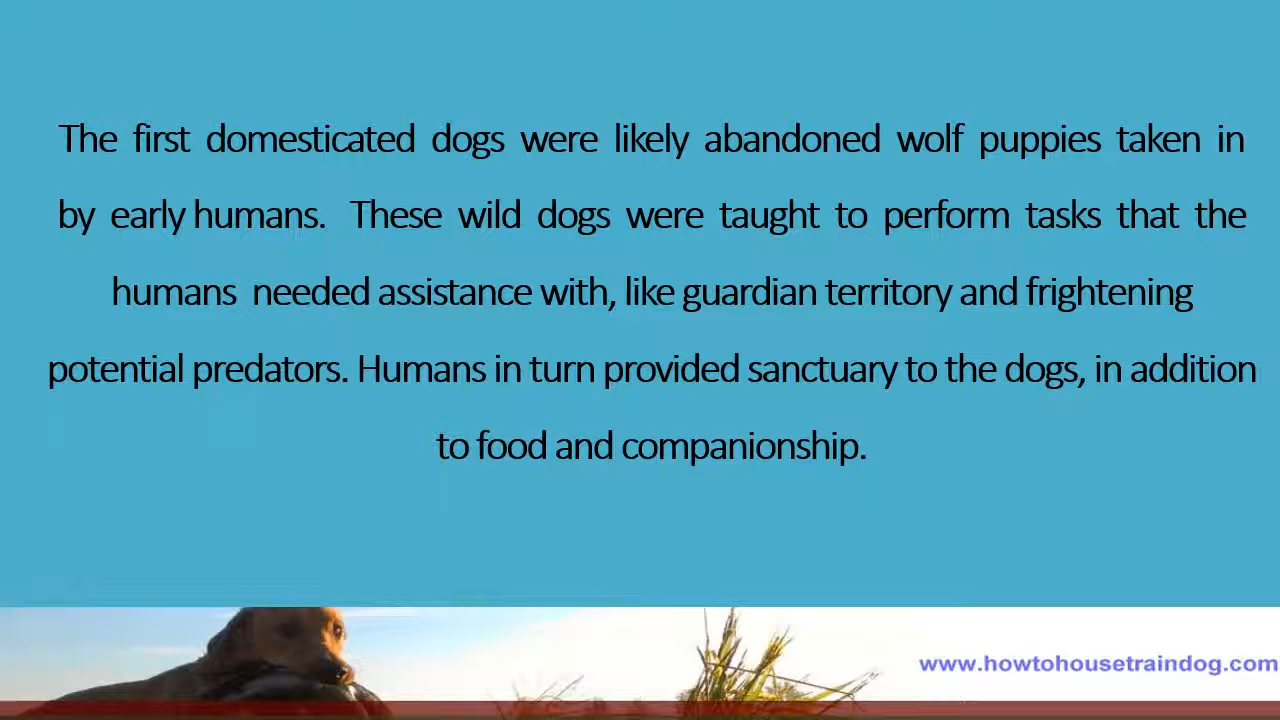 The first domesticated dogs were likely abandoned wolf puppies taken in
by early humans. These wild dogs were taught to perform tasks that the
humans needed assistance with, like guardian territory and frightening
potential predators. Humans in turn provided sanctuary to the dogs, in addition
to food and companionship.
www.howtohousetraindog.com